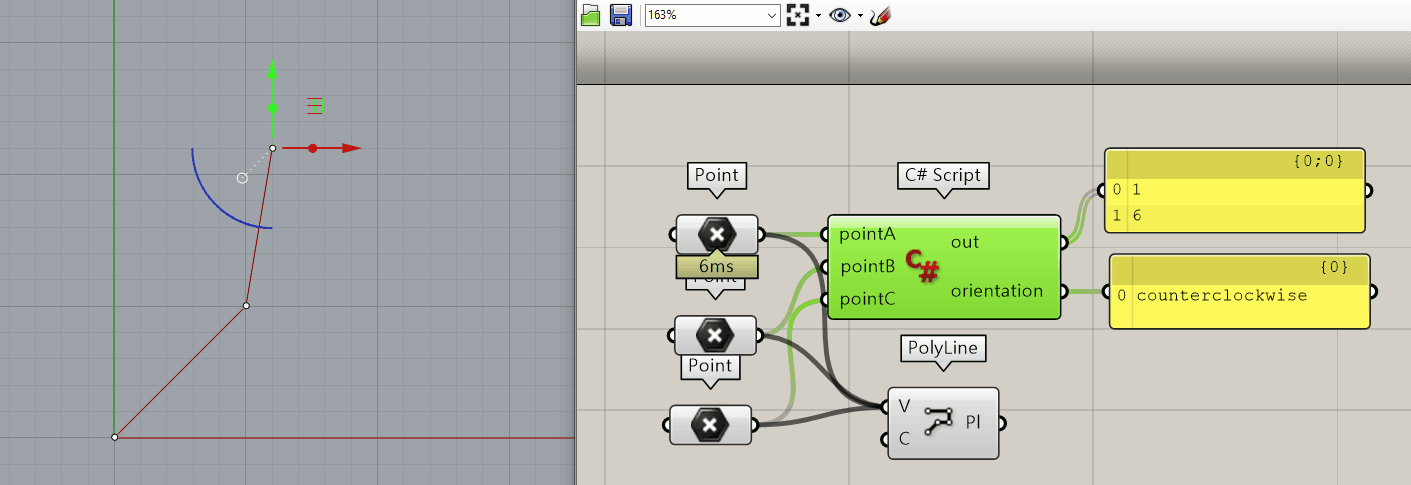 163%
{0;0}
0 1
1 6
Point
C# Script
pointA
out
6ms
pointB
C#
{0}
Point
pointC
orientation
0 counterclockwise
PolyLine
Point
V
Pl
C